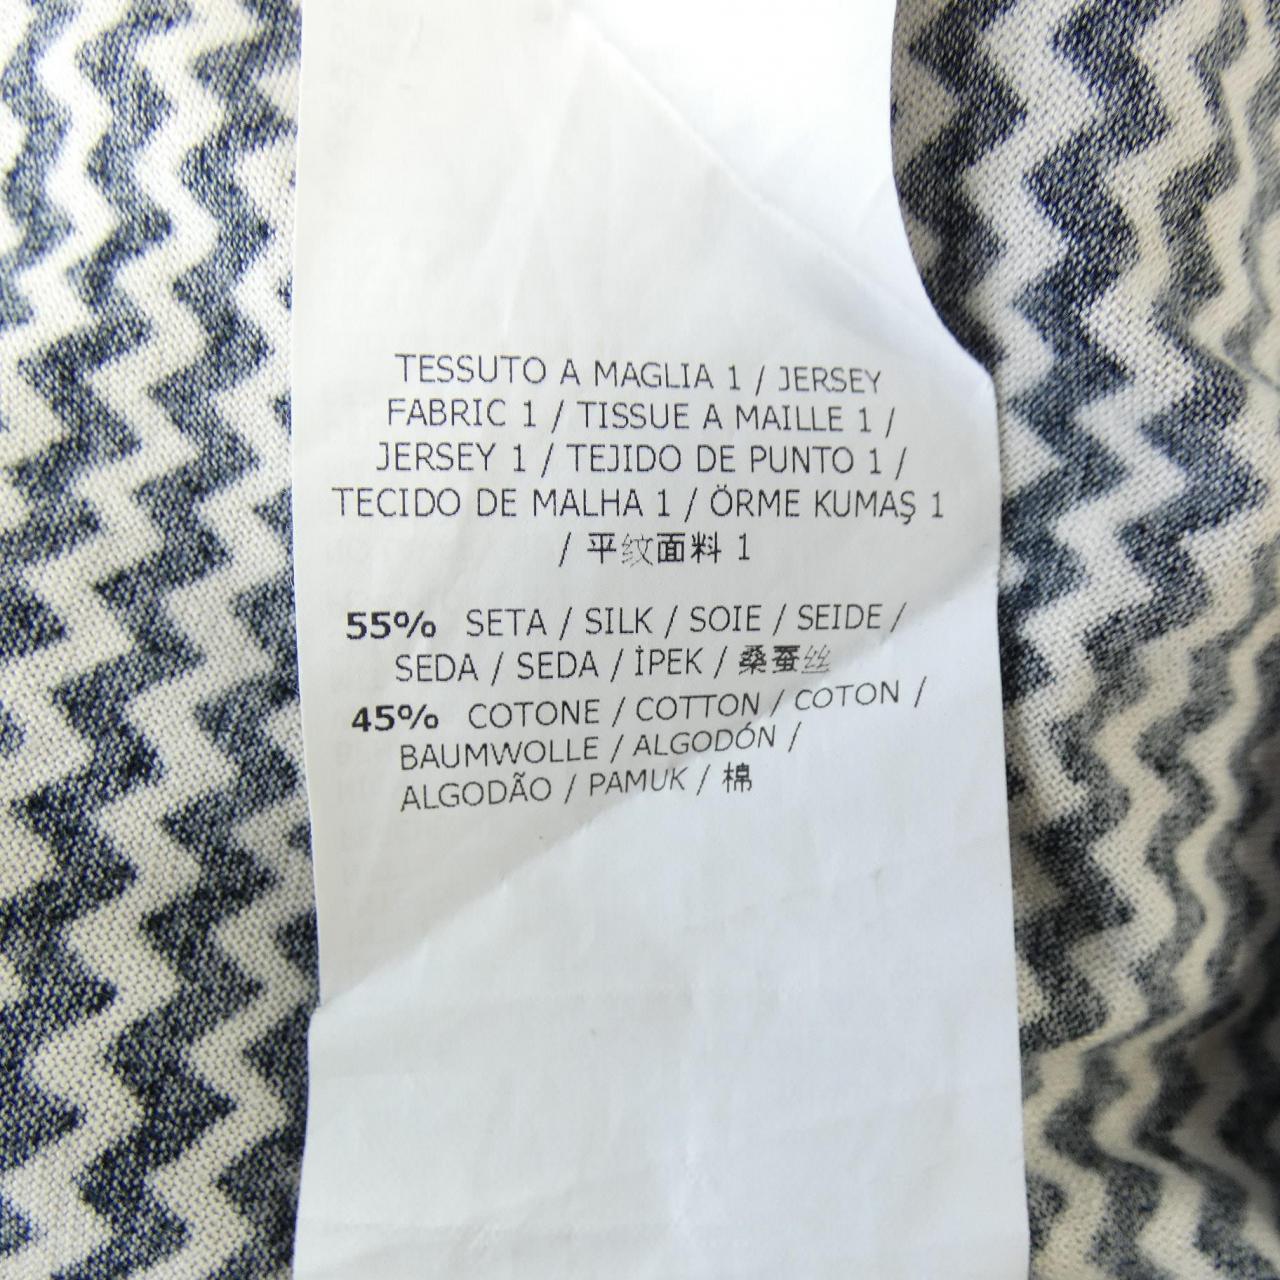 TESSUTO A MAGLIA 1 / JERSEY
FABRIC 1 / TISSUE A MAILLE 1 /
JERSEY 1 / TEJIDO DE PUNTO 1 /
TECIDO DE MALHA 1 / ÖRME KUMAŞ 1
/ 平纹面料 1
55% SETA / SILK / SOIE / SEIDE /
SEDA / SEDA / İPEK / 桑蚕丝
45% COTONE / COTTON / COTON /
BAUMWOLLE / ALGODÓN /
ALGODÃO / PAMUK / 棉